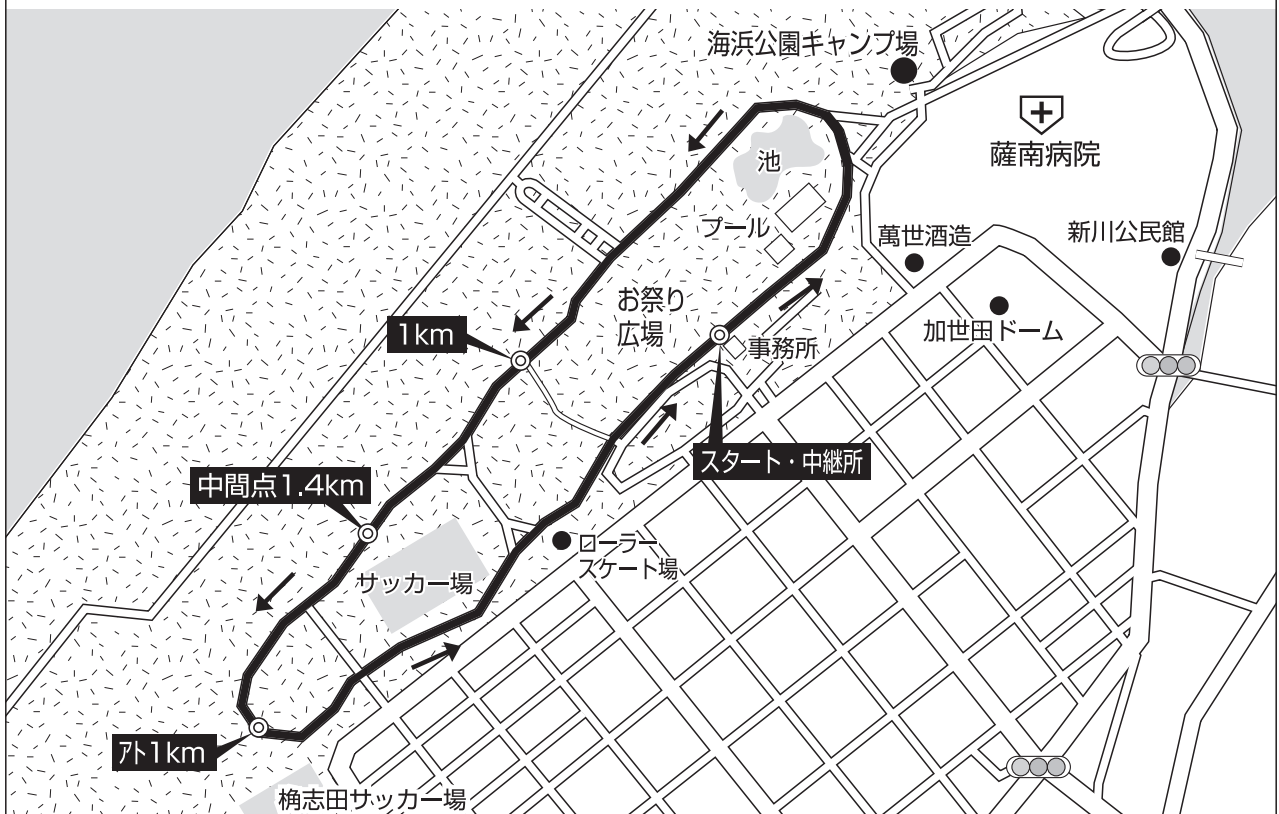 海浜公園キャンプ場
薩南病院
池
プール
萬世酒造
新川公民館
お祭り
広場
加世田ドーム
1km
事務所
スタート・中継所
中間点1.4km
ローラー
スケート場
サッカー場
ｱﾄ1km
桷志田サッカー場